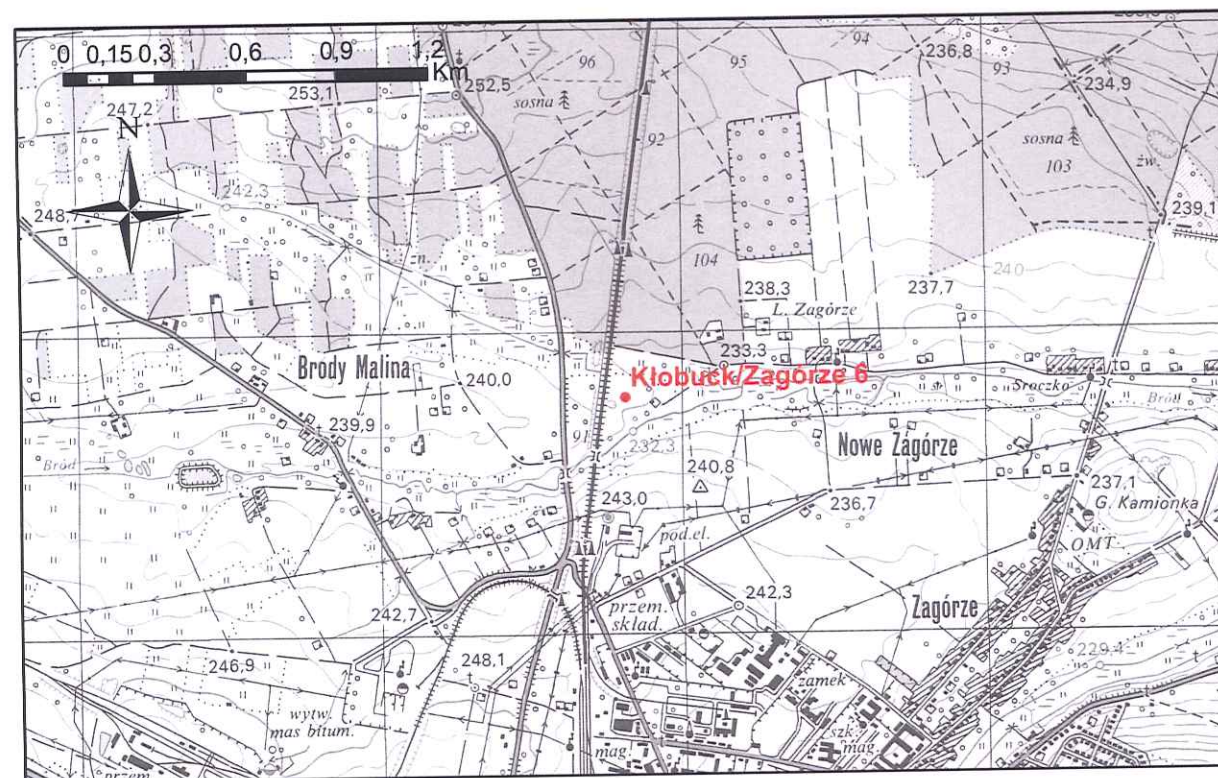 0 0,15 0,3 0,6 0,9 1,2
Km
247,2
N
253,1
252,5
sosna
96
95
94
236,8
93
234,9
92
sosna
103
żw.
248,
242,3
zn.
239,1
104
240
238,3
237,7
L. Zagórze
233,3
Brody Malina
240,0
Kłobuck/Zagórze 6
Sroczko
239,9
91
232,3
Nowe Zagórze
Bród
240,8
236,7
237,1
G. Kamionka
243,0
pod.el.
OMT
242,7
przem.
skład.
242,3
Zagórze
246,9
248,1
229,4
t
t
zamek
wytw.
mas bitum.
mag.
szk.
mag.
przem.